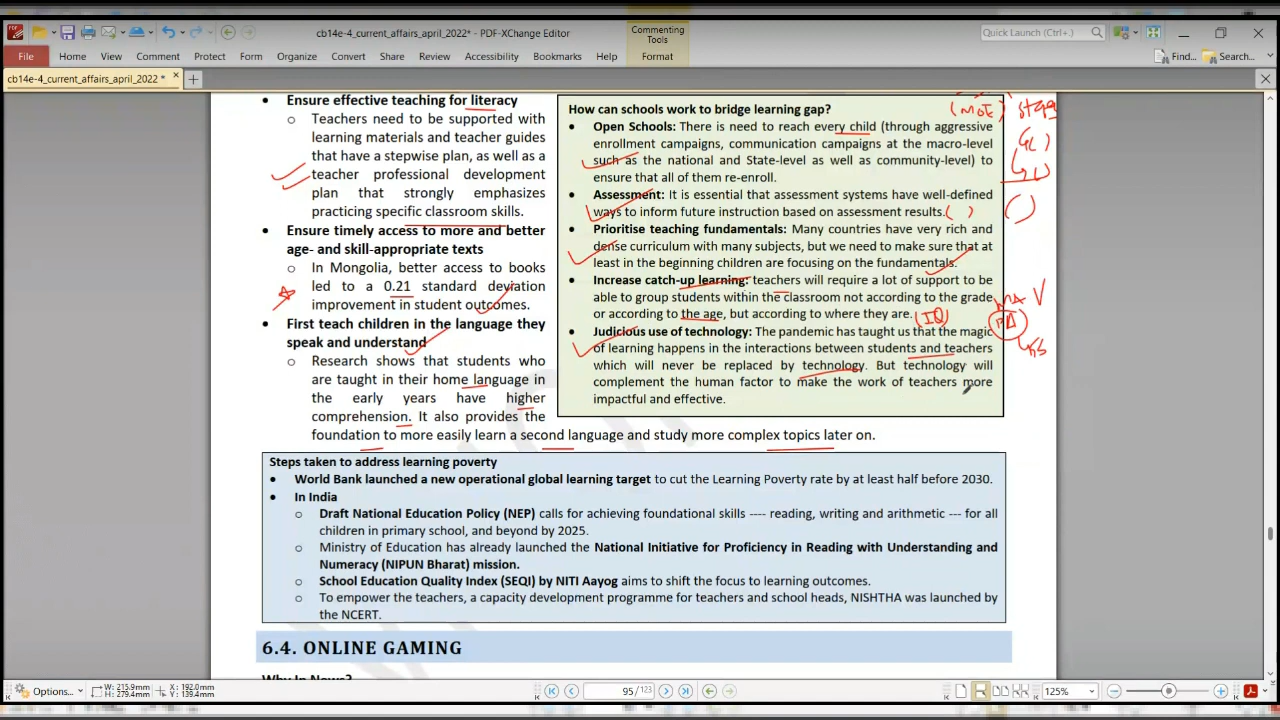 cb14e-4_current_affairs_april_2022* - PDF-XChange Editor
Commenting Tools
Quick Launch (Ctrl+.)
File Home View Comment Protect Form Organize Convert Share Review Accessibility Bookmarks Help Format Find... Search...
cb14e-4_current_affairs_april_2022 *
• Ensure effective teaching for literacy
o Teachers need to be supported with
learning materials and teacher guides
that have a stepwise plan, as well as a
teacher professional development
plan that strongly emphasizes
practicing specific classroom skills.
• Ensure timely access to more and better
age- and skill-appropriate texts
o In Mongolia, better access to books
led to a 0.21 standard deviation
improvement in student outcomes.
• First teach children in the language they
speak and understand
o Research shows that students who
are taught in their home language in
the early years have higher
comprehension. It also provides the
foundation to more easily learn a second language and study more complex topics later on.
How can schools work to bridge learning gap?
• Open Schools: There is need to reach every child (through aggressive
enrollment campaigns, communication campaigns at the macro-level
such as the national and State-level as well as community-level) to
ensure that all of them re-enroll.
• Assessment: It is essential that assessment systems have well-defined
ways to inform future instruction based on assessment results. ( )
• Prioritise teaching fundamentals: Many countries have very rich and
dense curriculum with many subjects, but we need to make sure that at
least in the beginning children are focusing on the fundamentals.
• Increase catch-up learning: teachers will require a lot of support to be
able to group students within the classroom not according to the grade
or according to the age, but according to where they are. (IQ)
• Judicious use of technology: The pandemic has taught us that the magic
of learning happens in the interactions between students and teachers
which will never be replaced by technology. But technology will
complement the human factor to make the work of teachers more
impactful and effective.
(MoE)
Steps taken to address learning poverty
• World Bank launched a new operational global learning target to cut the Learning Poverty rate by at least half before 2030.
• In India
o Draft National Education Policy (NEP) calls for achieving foundational skills ---- reading, writing and arithmetic --- for all
children in primary school, and beyond by 2025.
o Ministry of Education has already launched the National Initiative for Proficiency in Reading with Understanding and
Numeracy (NIPUN Bharat) mission.
o School Education Quality Index (SEQI) by NITI Aayog aims to shift the focus to learning outcomes.
o To empower the teachers, a capacity development programme for teachers and school heads, NISHTHA was launched by
the NCERT.
6.4. ONLINE GAMING
Why In News?
Options... W: 215.9mm H: 279.4mm X: 192.0mm Y: 139.4mm 95 /123 125%